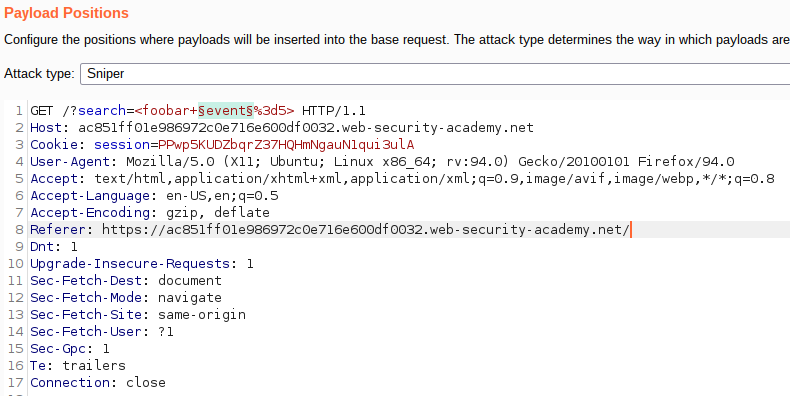 Payload Positions
Configure the positions where payloads will be inserted into the base request. The attack type determines the way in which payloads are
Attack type: Sniper
1 GET /?search=<foobar+§event§%3d5> HTTP/1.1
2 Host: ac851ff01e986972c0e716e600df0032.web-security-academy.net
3 Cookie: session=PPwp5KUDZbqrZ37HQHmNgauN1qui3ulA
4 User-Agent: Mozilla/5.0 (X11; Ubuntu; Linux x86_64; rv:94.0) Gecko/20100101 Firefox/94.0
5 Accept: text/html,application/xhtml+xml,application/xml;q=0.9,image/avif,image/webp,*/*;q=0.8
6 Accept-Language: en-US,en;q=0.5
7 Accept-Encoding: gzip, deflate
8 Referer: https://ac851ff01e986972c0e716e600df0032.web-security-academy.net/
9 Dnt: 1
10 Upgrade-Insecure-Requests: 1
11 Sec-Fetch-Dest: document
12 Sec-Fetch-Mode: navigate
13 Sec-Fetch-Site: same-origin
14 Sec-Fetch-User: ?1
15 Sec-Gpc: 1
16 Te: trailers
17 Connection: close